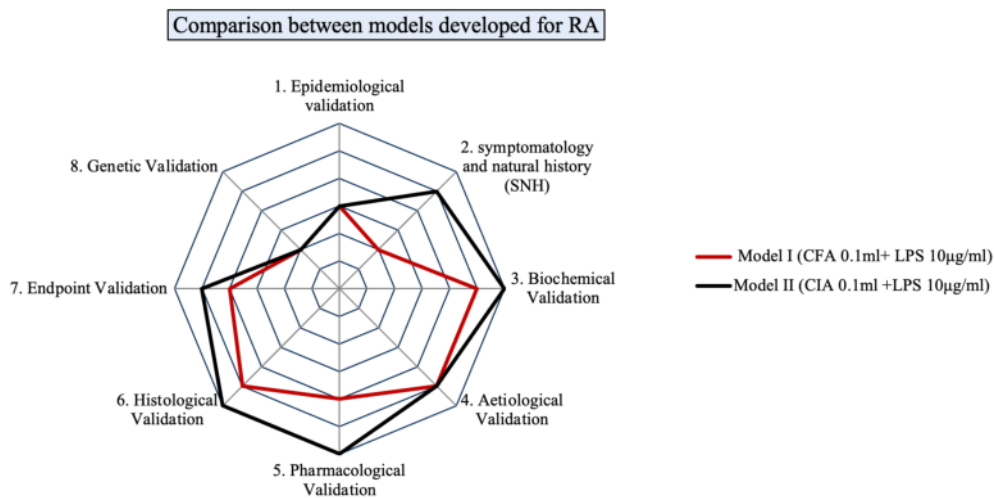 Comparison between models developed for RA
1. Epidemiological
validation
2. symptomatology
and natural history
(SNH)
3. Biochemical
Validation
4. Aetiological
Validation
5. Pharmacological
Validation
6. Histological
Validation
7. Endpoint Validation
8. Genetic Validation
Model I (CFA 0.1ml+ LPS 10µg/ml)
Model II (CIA 0.1ml +LPS 10µg/ml)